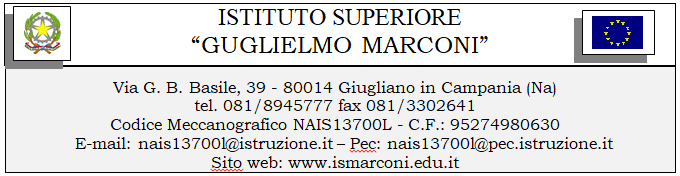 ISTITUTO SUPERIORE
“GUGLIELMO MARCONI”
Via G. B. Basile, 39 - 80014 Giugliano in Campania (Na)
tel. 081/8945777 fax 081/3302641
Codice Meccanografico NAIS13700L - C.F.: 95274980630
E-mail: nais13700l@istruzione.it – Pec: nais13700l@pec.istruzione.it
Sito web: www.ismarconi.edu.it